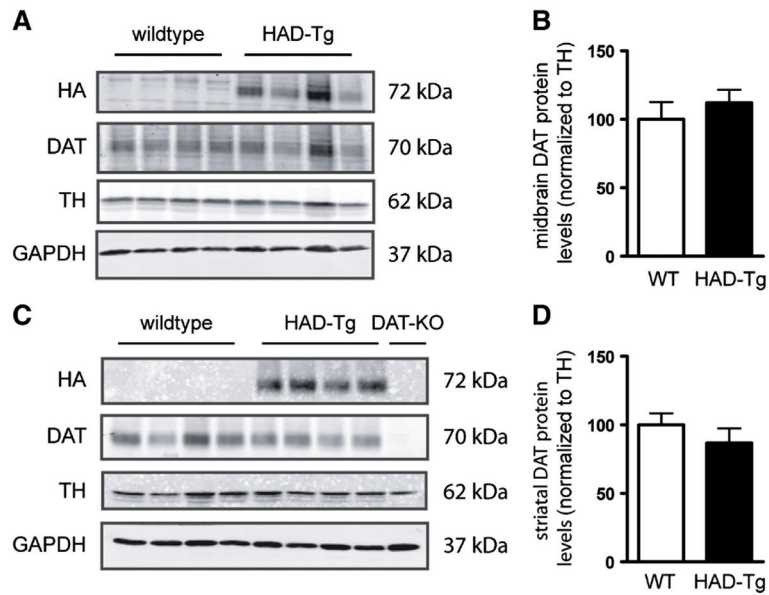 A
wildtype HAD-Tg
HA 72 kDa
DAT 70 kDa
TH 62 kDa
GAPDH 37 kDa
B
midbrain DAT protein
levels (normalized to TH)
150
100
50
0
WT HAD-Tg
C
wildtype HAD-Tg DAT-KO
HA 72 kDa
DAT 70 kDa
TH 62 kDa
GAPDH 37 kDa
D
striatal DAT protein
levels (normalized to TH)
150
100
50
0
WT HAD-Tg